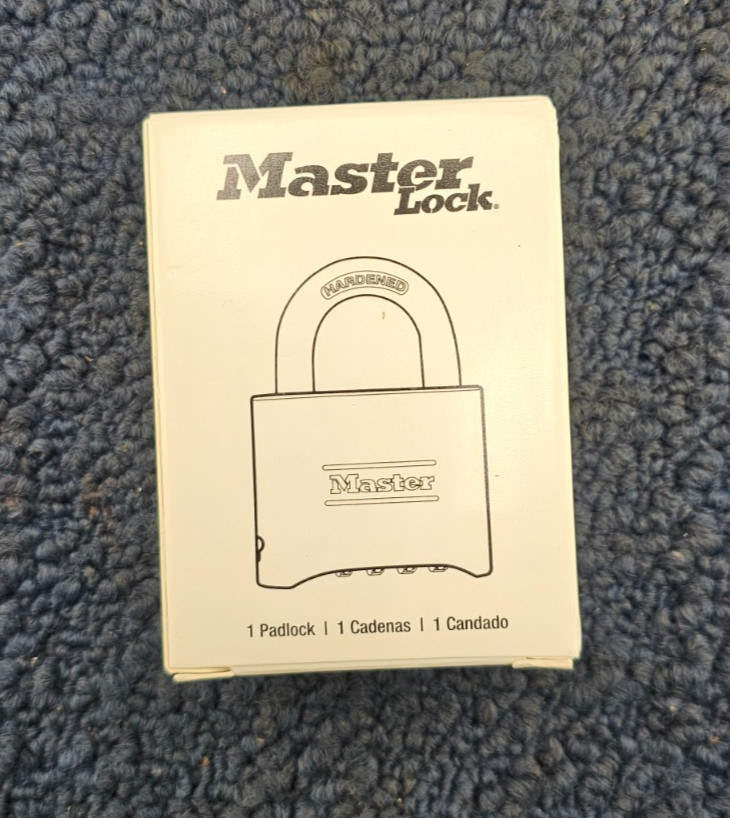 Master
Lock®
HARDENED
Master
1 Padlock | 1 Cadenas | 1 Candado